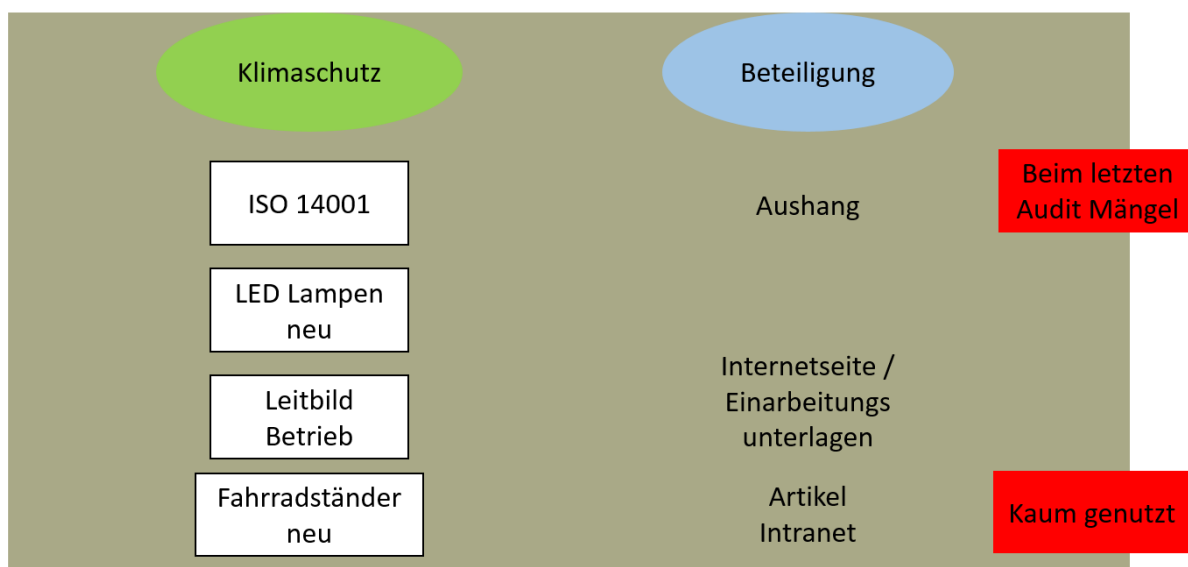 Klimaschutz
Beteiligung
ISO 14001
Aushang
Beim letzten
Audit Mängel
LED Lampen
neu
Leitbild
Betrieb
Internetseite /
Einarbeitungs
unterlagen
Fahrradständer
neu
Artikel
Intranet
Kaum genutzt